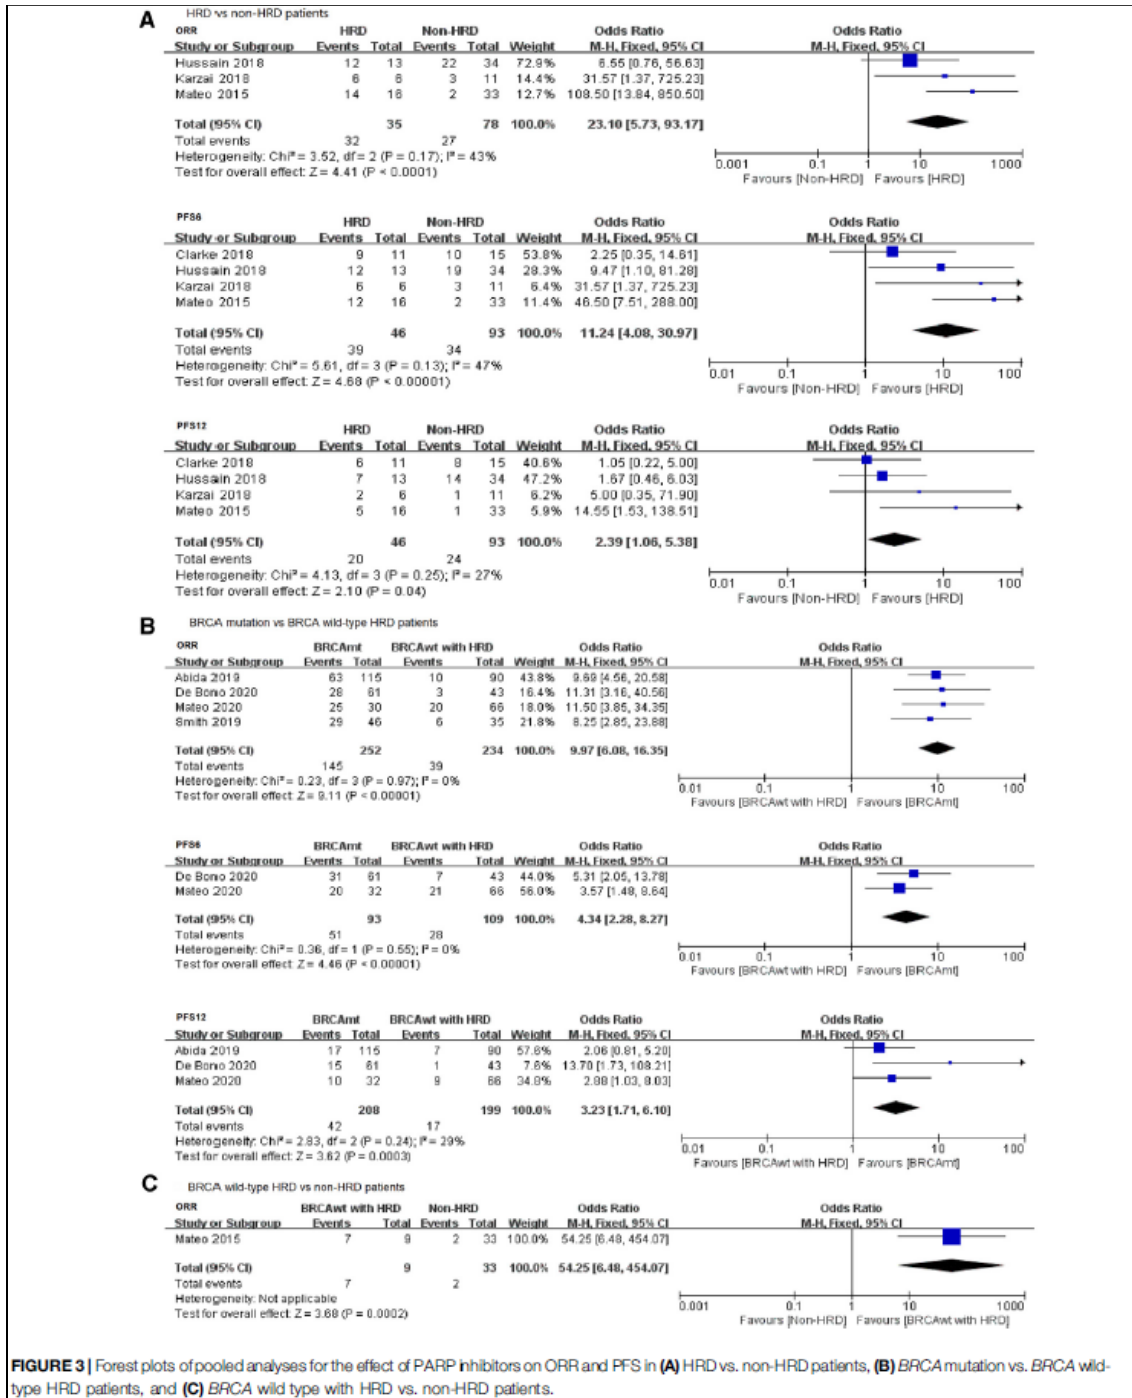 A HRD vs non-HRD patients
ORR HRD Non-HRD Odds Ratio Odds Ratio
Study or Subgroup Events Total Events Total Weight M-H, Fixed, 95% CI M-H, Fixed, 95% CI
Hussain 2018 12 13 22 34 72.9% 6.55 [0.76, 56.63]
Karzai 2018 6 6 3 11 14.4% 31.57 [1.37, 725.23]
Mateo 2015 14 16 2 33 12.7% 108.50 [13.84, 850.50]
Total (95% CI) 35 78 100.0% 23.10 [5.73, 93.17]
Total events 32 27
Heterogeneity: Chi² = 3.52, df = 2 (P = 0.17); I² = 43%
Test for overall effect: Z = 4.41 (P < 0.0001)
0.001 0.1 1 10 1000
Favours [Non-HRD] Favours [HRD]
PFS6 HRD Non-HRD Odds Ratio Odds Ratio
Study or Subgroup Events Total Events Total Weight M-H, Fixed, 95% CI M-H, Fixed, 95% CI
Clarke 2018 9 11 10 15 53.8% 2.25 [0.35, 14.61]
Hussain 2018 12 13 19 34 28.3% 9.47 [1.10, 81.28]
Karzai 2018 6 6 3 11 6.4% 31.57 [1.37, 725.23]
Mateo 2015 12 16 2 33 11.4% 46.50 [7.51, 288.00]
Total (95% CI) 46 93 100.0% 11.24 [4.08, 30.97]
Total events 39 34
Heterogeneity: Chi² = 5.61, df = 3 (P = 0.13); I² = 47%
Test for overall effect: Z = 4.68 (P < 0.00001)
0.01 0.1 1 10 100
Favours [Non-HRD] Favours [HRD]
PFS12 HRD Non-HRD Odds Ratio Odds Ratio
Study or Subgroup Events Total Events Total Weight M-H, Fixed, 95% CI M-H, Fixed, 95% CI
Clarke 2018 6 11 8 15 40.6% 1.05 [0.22, 5.00]
Hussain 2018 7 13 14 34 47.2% 1.67 [0.46, 6.03]
Karzai 2018 2 6 1 11 6.2% 5.00 [0.35, 71.90]
Mateo 2015 5 16 1 33 5.9% 14.55 [1.53, 138.51]
Total (95% CI) 46 93 100.0% 2.39 [1.06, 5.38]
Total events 20 24
Heterogeneity: Chi² = 4.13, df = 3 (P = 0.25); I² = 27%
Test for overall effect: Z = 2.10 (P = 0.04)
0.01 0.1 1 10 100
Favours [Non-HRD] Favours [HRD]
B BRCA mutation vs BRCA wild-type HRD patients
ORR BRCAmt BRCAwt with HRD Odds Ratio Odds Ratio
Study or Subgroup Events Total Events Total Weight M-H, Fixed, 95% CI M-H, Fixed, 95% CI
Abida 2019 63 115 10 90 43.8% 9.69 [4.56, 20.58]
De Bono 2020 28 61 3 43 16.4% 11.31 [3.16, 40.56]
Mateo 2020 25 30 20 66 18.0% 11.50 [3.85, 34.35]
Smith 2019 29 46 6 35 21.8% 8.25 [2.85, 23.88]
Total (95% CI) 252 234 100.0% 9.97 [6.08, 16.35]
Total events 145 39
Heterogeneity: Chi² = 0.23, df = 3 (P = 0.97); I² = 0%
Test for overall effect: Z = 9.11 (P < 0.00001)
0.01 0.1 1 10 100
Favours [BRCAwt with HRD] Favours [BRCAmt]
PFS6 BRCAmt BRCAwt with HRD Odds Ratio Odds Ratio
Study or Subgroup Events Total Events Total Weight M-H, Fixed, 95% CI M-H, Fixed, 95% CI
De Bono 2020 31 61 7 43 44.0% 5.31 [2.05, 13.78]
Mateo 2020 20 32 21 66 56.0% 3.57 [1.48, 8.64]
Total (95% CI) 93 109 100.0% 4.34 [2.28, 8.27]
Total events 51 28
Heterogeneity: Chi² = 0.36, df = 1 (P = 0.55); I² = 0%
Test for overall effect: Z = 4.46 (P < 0.00001)
0.01 0.1 1 10 100
Favours [BRCAwt with HRD] Favours [BRCAmt]
PFS12 BRCAmt BRCAwt with HRD Odds Ratio Odds Ratio
Study or Subgroup Events Total Events Total Weight M-H, Fixed, 95% CI M-H, Fixed, 95% CI
Abida 2019 17 115 7 90 57.6% 2.06 [0.81, 5.20]
De Bono 2020 15 61 1 43 7.6% 13.70 [1.73, 108.21]
Mateo 2020 10 32 9 66 34.8% 2.88 [1.03, 8.03]
Total (95% CI) 208 199 100.0% 3.23 [1.71, 6.10]
Total events 42 17
Heterogeneity: Chi² = 2.83, df = 2 (P = 0.24); I² = 29%
Test for overall effect: Z = 3.62 (P = 0.0003)
0.01 0.1 1 10 100
Favours [BRCAwt with HRD] Favours [BRCAmt]
C BRCA wild-type HRD vs non-HRD patients
ORR BRCAwt with HRD Non-HRD Odds Ratio Odds Ratio
Study or Subgroup Events Total Events Total Weight M-H, Fixed, 95% CI M-H, Fixed, 95% CI
Mateo 2015 7 9 2 33 100.0% 54.25 [6.48, 454.07]
Total (95% CI) 9 33 100.0% 54.25 [6.48, 454.07]
Total events 7 2
Heterogeneity: Not applicable
Test for overall effect: Z = 3.68 (P = 0.0002)
0.001 0.1 1 10 1000
Favours [Non-HRD] Favours [BRCAwt with HRD]
FIGURE 3 | Forest plots of pooled analyses for the effect of PARP inhibitors on ORR and PFS in (A) HRD vs. non-HRD patients, (B) BRCA mutation vs. BRCA wild-
type HRD patients, and (C) BRCA wild type with HRD vs. non-HRD patients.